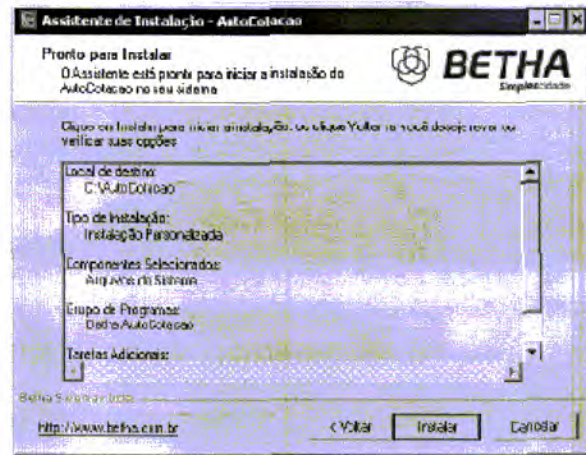 Assistente de Instalação - AutoCotacao
Pronto para Instalar
O Assistente está pronto para iniciar a instalação do
AutoCotacao no seu sistema
BETHA
Simplicidade
Clique em Instalar para iniciar a instalação, ou clique Voltar se você deseja rever ou
verificar suas opções
Local de destino:
C:\AutoCotacao
Tipo de Instalação:
Instalação Personalizada
Componentes Selecionados:
Arquivos do Sistema
Grupo de Programas:
Betha AutoCotacao
Tarefas Adicionais:
Betha
http://www.betha.com.br
< Voltar
Instalar
Cancelar